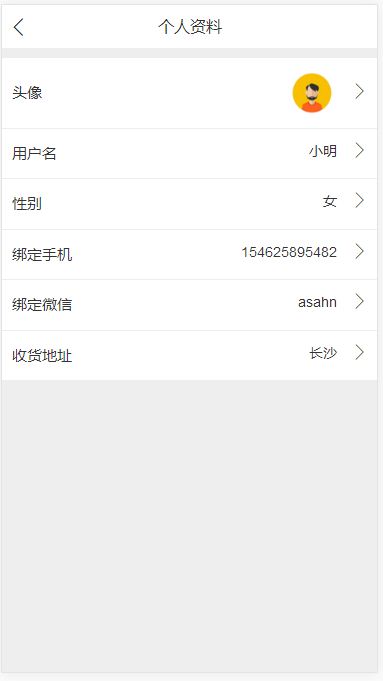 个人资料
头像
用户名 小明
性别 女
绑定手机 154625895482
绑定微信 asahn
收货地址 长沙